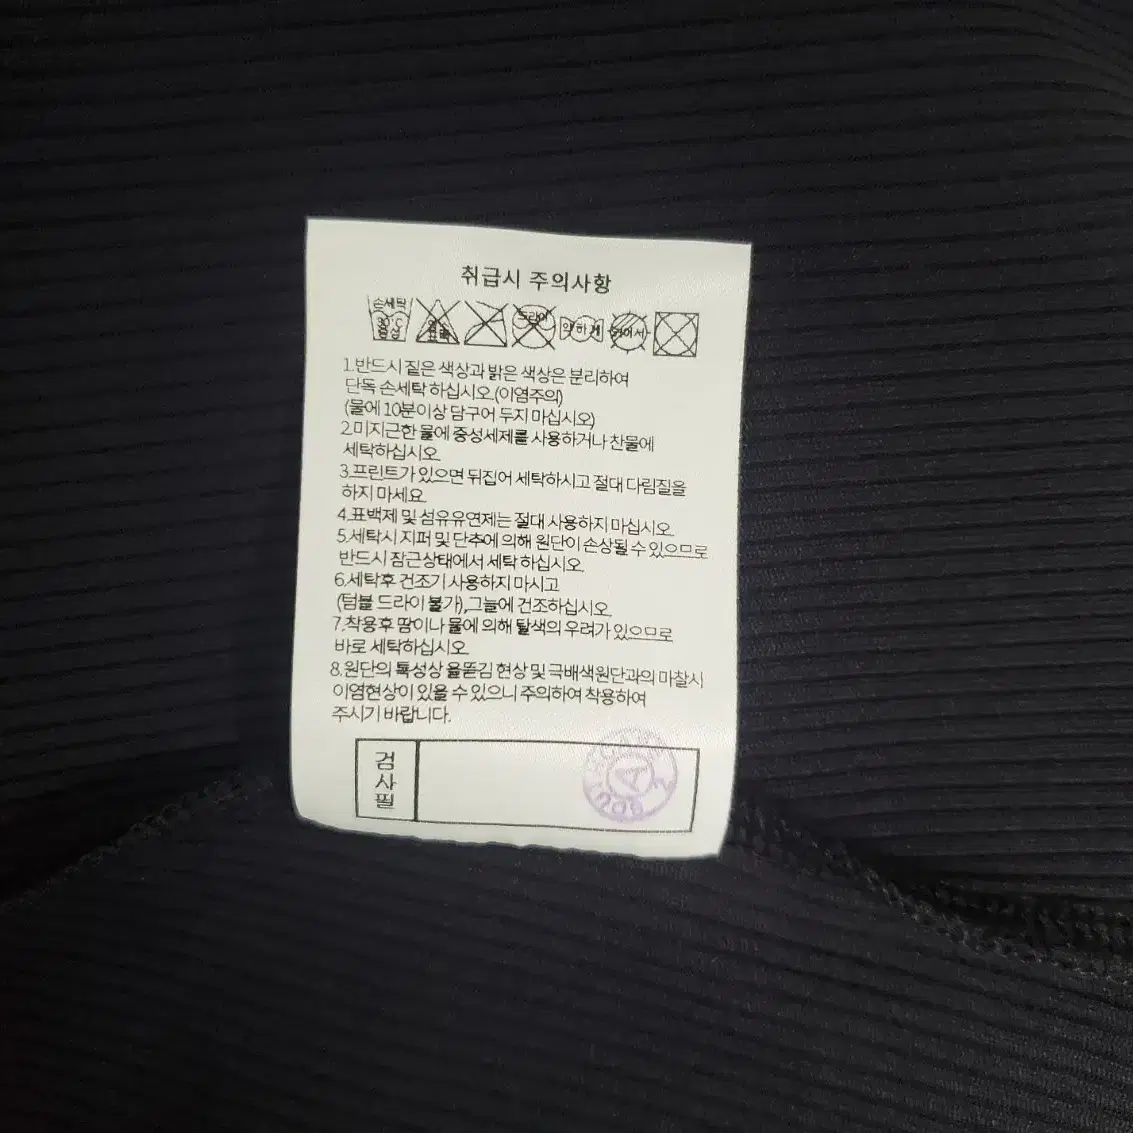 취급시 주의사항
손세탁
30℃
중성
염소
표백
드라이
약하게
1.반드시 짙은 색상과 밝은 색상은 분리하여
단독 손세탁 하십시오.(이염주의)
(물에 10분이상 담구어 두지 마십시오)
2.미지근한 물에 중성세제를 사용하거나 찬물에
세탁하십시오.
3.프린트가 있으면 뒤집어 세탁하시고 절대 다림질을
하지 마세요.
4.표백제 및 섬유유연제는 절대 사용하지 마십시오.
5.세탁시 지퍼 및 단추에 의해 원단이 손상될 수 있으므로
반드시 잠근상태에서 세탁 하십시오.
6.세탁후 건조기 사용하지 마시고
(텀블 드라이 불가),그늘에 건조하십시오.
7.착용후 땀이나 물에 의해 탈색의 우려가 있으므로
바로 세탁하십시오.
8.원단의 특성상 올뜯김 현상 및 극배색원단과의 마찰시
이염현상이 있을 수 있으니 주의하여 착용하여
주시기 바랍니다.
검사필
A